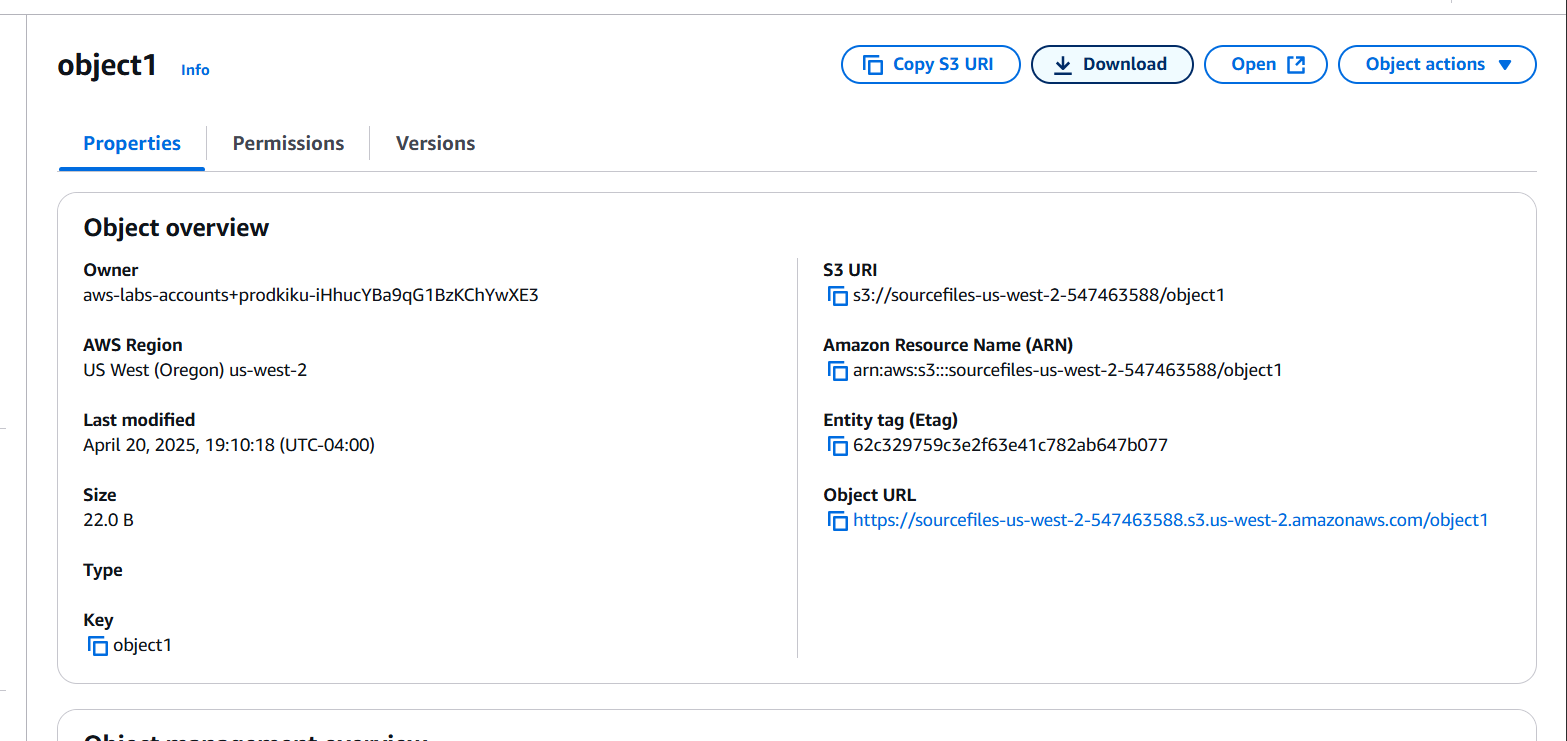 object1 Info
Copy S3 URI Download Open Object actions
Properties Permissions Versions
Object overview
Owner
aws-labs-accounts+prodkiku-iHhucYBa9qG1BzKChYwXE3
AWS Region
US West (Oregon) us-west-2
Last modified
April 20, 2025, 19:10:18 (UTC-04:00)
Size
22.0 B
Type
Key
object1
S3 URI
s3://sourcefiles-us-west-2-547463588/object1
Amazon Resource Name (ARN)
arn:aws:s3:::sourcefiles-us-west-2-547463588/object1
Entity tag (Etag)
62c329759c3e2f63e41c782ab647b077
Object URL
https://sourcefiles-us-west-2-547463588.s3.us-west-2.amazonaws.com/object1
Object management overview